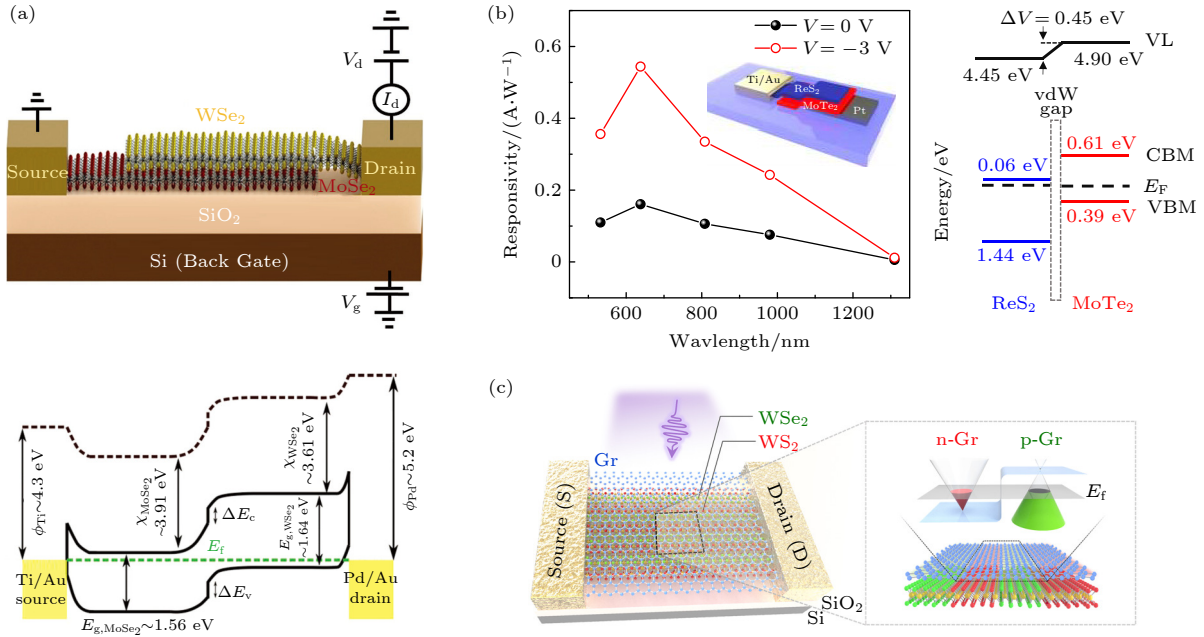 (a)
V_d
I_d
WSe₂
Source
Drain
MoSe₂
SiO₂
Si (Back Gate)
V_g
ϕ_Ti~4.3 eV
χ_MoSe₂
~3.91 eV
χ_WSe₂
~3.61 eV
ϕ_Pd~5.2 eV
ΔE_c
E_g,WSe₂
~1.64 eV
E_f
Ti/Au
source
Pd/Au
drain
ΔE_v
E_g,MoSe₂~1.56 eV
(b)
Responsivity/(A·W⁻¹)
0.6
0.4
0.2
0
600
800
1000
1200
Wavlength/nm
V = 0 V
V = −3 V
Ti/Au
ReS₂
MoTe₂
Pt
ΔV = 0.45 eV
VL
4.45 eV
4.90 eV
vdW
gap
Energy/eV
0.61 eV
CBM
0.06 eV
E_F
VBM
0.39 eV
1.44 eV
ReS₂
MoTe₂
(c)
WSe₂
WS₂
Gr
Source (S)
Drain (D)
SiO₂
Si
n-Gr
p-Gr
E_f